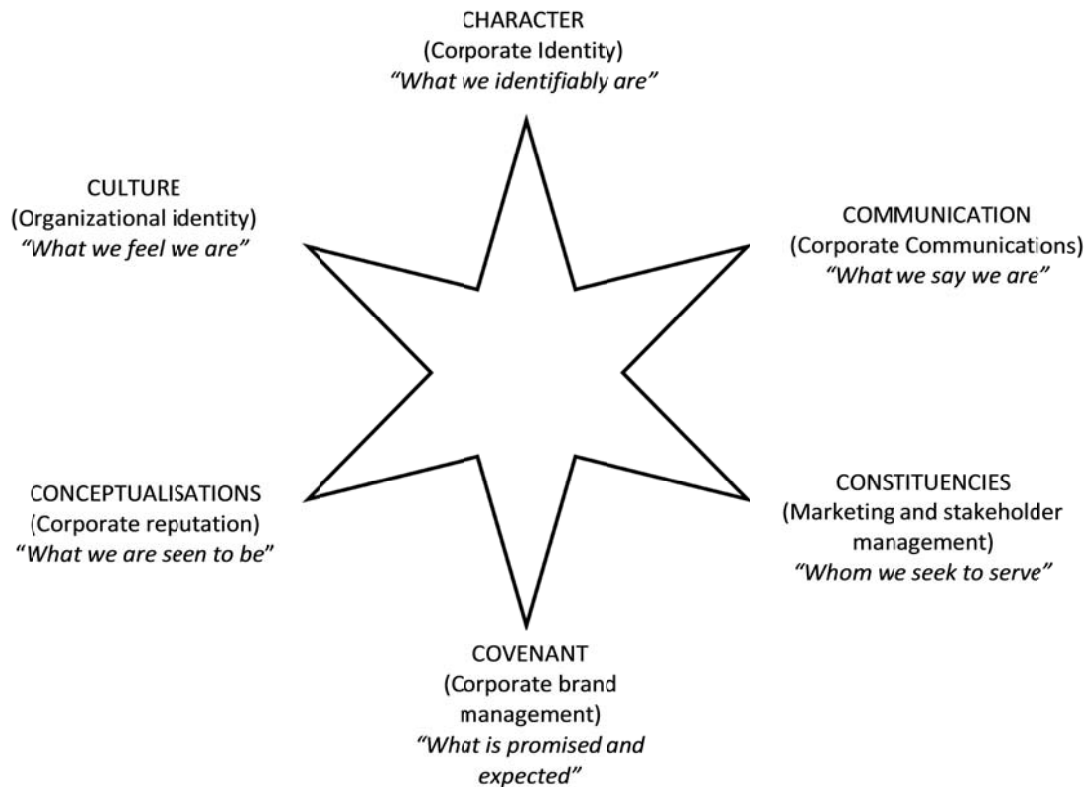 CHARACTER
(Corporate Identity)
“What we identifiably are”
CULTURE
(Organizational identity)
“What we feel we are”
COMMUNICATION
(Corporate Communications)
“What we say we are”
CONCEPTUALISATIONS
(Corporate reputation)
“What we are seen to be”
CONSTITUENCIES
(Marketing and stakeholder
management)
“Whom we seek to serve”
COVENANT
(Corporate brand
management)
“What is promised and
expected”